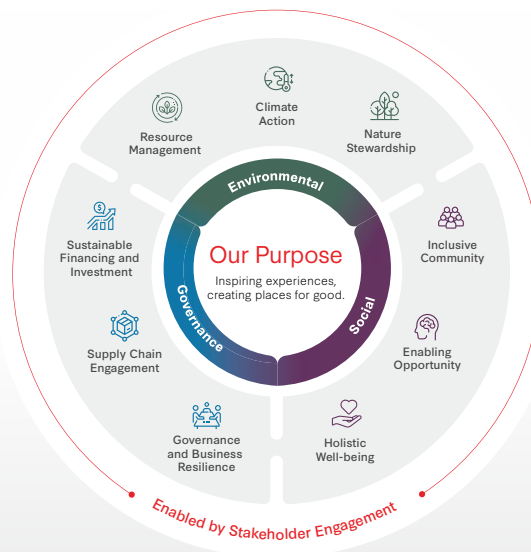 Climate
Action
Resource
Management
Nature
Stewardship
Environmental
Sustainable
Financing and
Investment
Inclusive
Community
Our Purpose
Inspiring experiences,
creating places for good.
Governance
Social
Supply Chain
Engagement
Enabling
Opportunity
Governance
and Business
Resilience
Holistic
Well-being
Enabled by Stakeholder Engagement